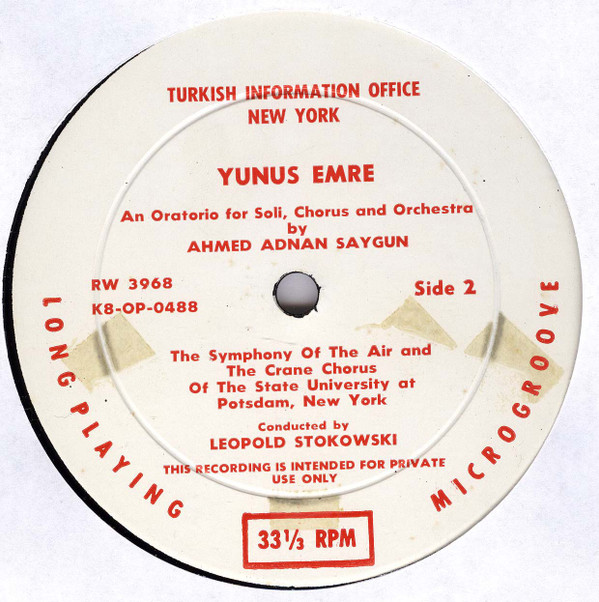 TURKISH INFORMATION OFFICE
NEW YORK
YUNUS EMRE
An Oratorio for Soli, Chorus and Orchestra
by
AHMED ADNAN SAYGUN
RW 3968
K8-OP-0488
Side 2
LONG PLAYING
MICROGROOVE
The Symphony Of The Air and
The Crane Chorus
Of The State University at
Potsdam, New York
Conducted by
LEOPOLD STOKOWSKI
THIS RECORDING IS INTENDED FOR PRIVATE
USE ONLY
33⅓ RPM